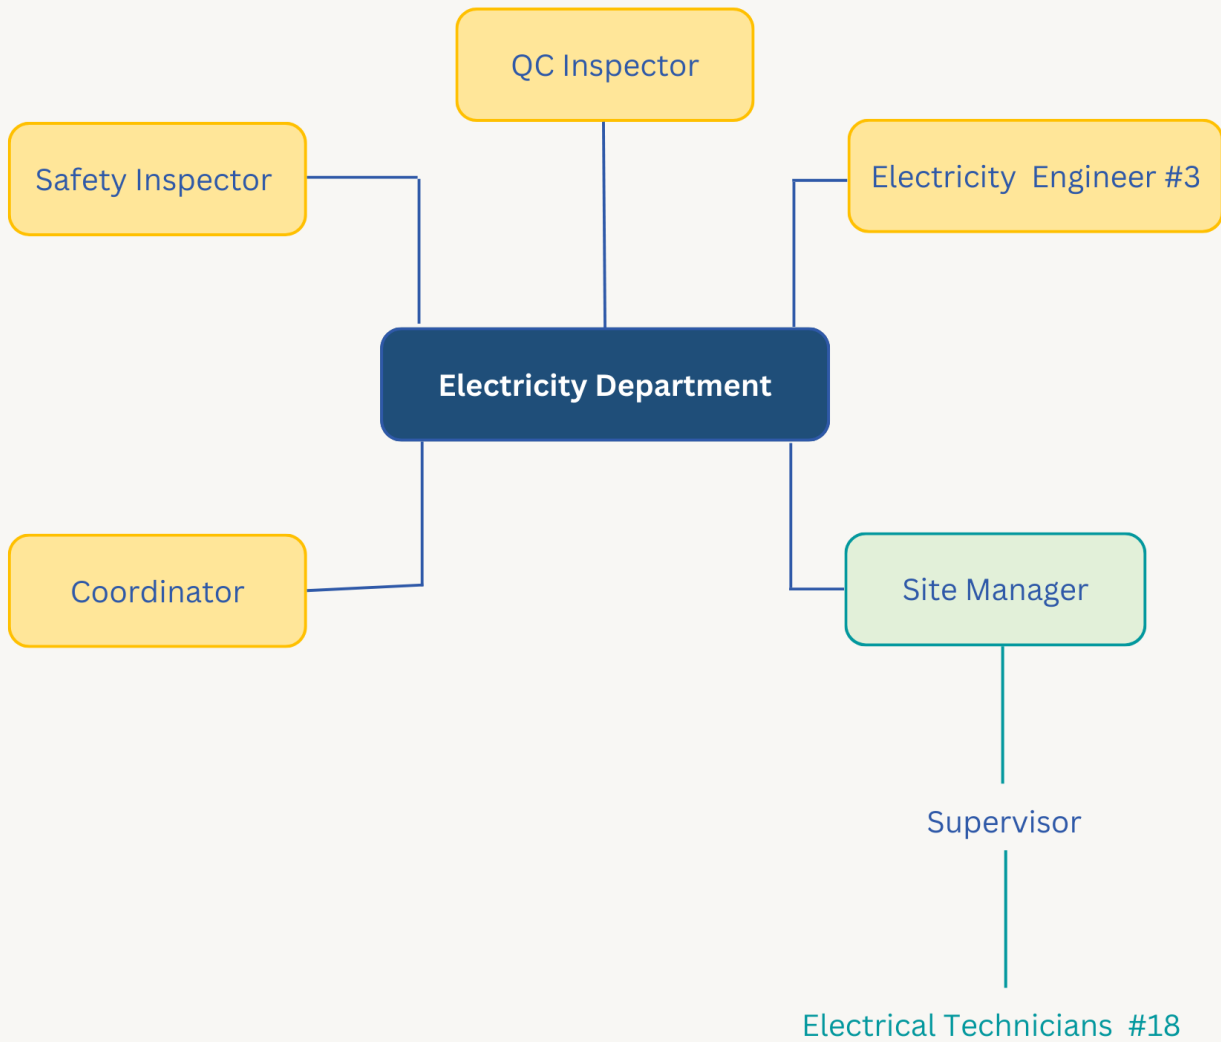 QC Inspector
Safety Inspector
Electricity  Engineer #3
Electricity Department
Coordinator
Site Manager
Supervisor
Electrical Technicians  #18